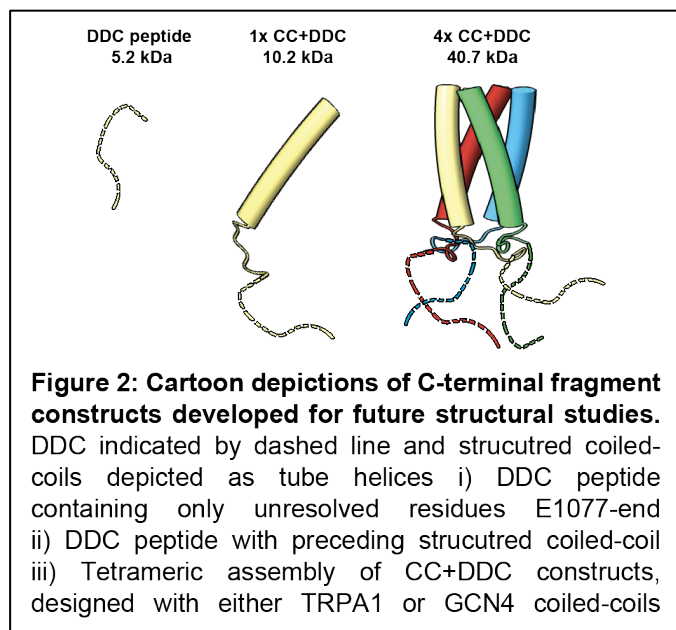 DDC peptide 1x CC+DDC 4x CC+DDC
5.2 kDa 10.2 kDa 40.7 kDa
Figure 2: Cartoon depictions of C-terminal fragment
constructs developed for future structural studies.
DDC indicated by dashed line and strucutred coiled-
coils depicted as tube helices i) DDC peptide
containing only unresolved residues E1077-end
ii) DDC peptide with preceding strucutred coiled-coil
iii) Tetrameric assembly of CC+DDC constructs,
designed with either TRPA1 or GCN4 coiled-coils